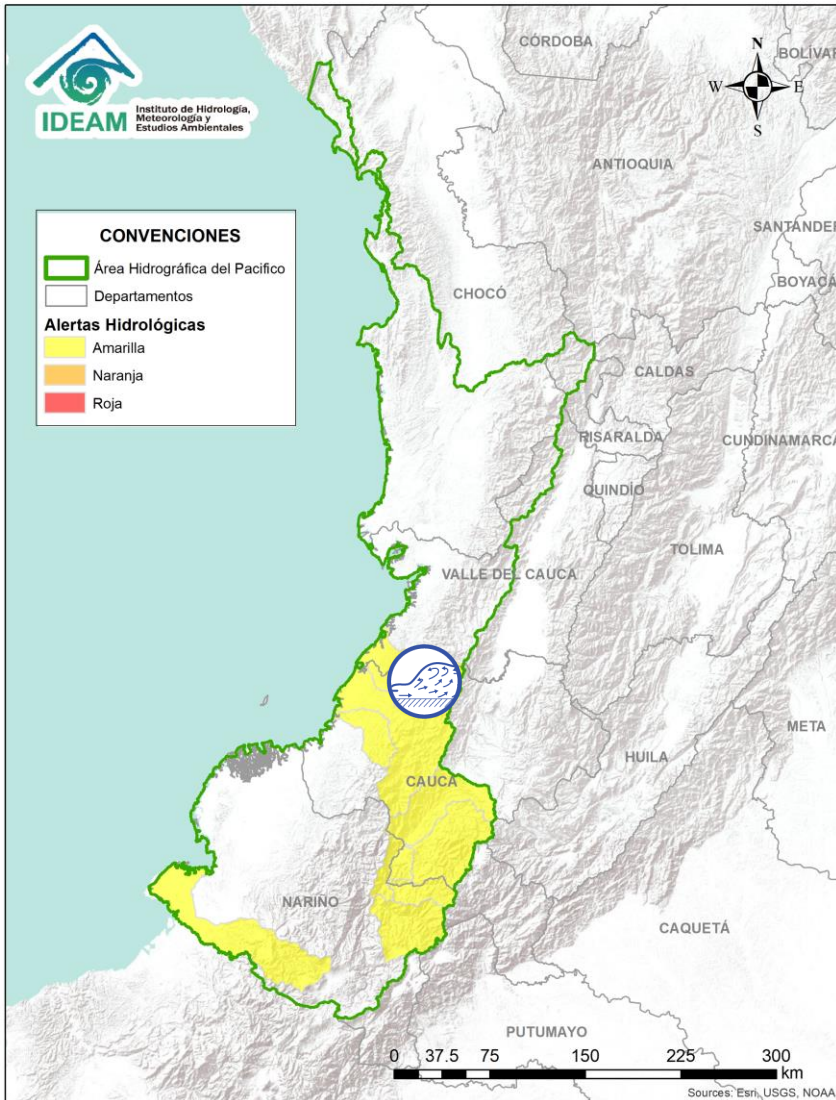 IDEAM
Instituto de Hidrología,
Meteorología y
Estudios Ambientales
N
W E
S
CÓRDOBA
BOLÍVAR
ANTIOQUIA
SANTANDER
BOYACÁ
CONVENCIONES
Área Hidrográfica del Pacifico
Departamentos
Alertas Hidrológicas
Amarilla
Naranja
Roja
CHOCÓ
CALDAS
RISARALDA
CUNDINAMARCA
QUINDÍO
TOLIMA
VALLE DEL CAUCA
META
HUILA
CAUCA
NARIÑO
CAQUETÁ
PUTUMAYO
0 37.5 75 150 225 300
km
Sources: Esri, USGS, NOAA